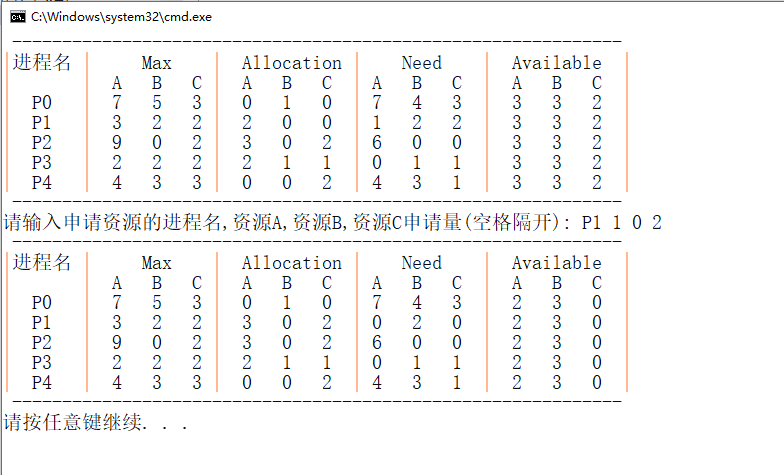 C:\Windows\system32\cmd.exe
------------------------------------------------------------
进程名 Max Allocation Need Available
A B C A B C A B C A B C
P0 7 5 3 0 1 0 7 4 3 3 3 2
P1 3 2 2 2 0 0 1 2 2 3 3 2
P2 9 0 2 3 0 2 6 0 0 3 3 2
P3 2 2 2 2 1 1 0 1 1 3 3 2
P4 4 3 3 0 0 2 4 3 1 3 3 2
------------------------------------------------------------
请输入申请资源的进程名,资源A,资源B,资源C申请量(空格隔开): P1 1 0 2
------------------------------------------------------------
进程名 Max Allocation Need Available
A B C A B C A B C A B C
P0 7 5 3 0 1 0 7 4 3 2 3 0
P1 3 2 2 3 0 2 0 2 0 2 3 0
P2 9 0 2 3 0 2 6 0 0 2 3 0
P3 2 2 2 2 1 1 0 1 1 2 3 0
P4 4 3 3 0 0 2 4 3 1 2 3 0
------------------------------------------------------------
请按任意键继续. . .